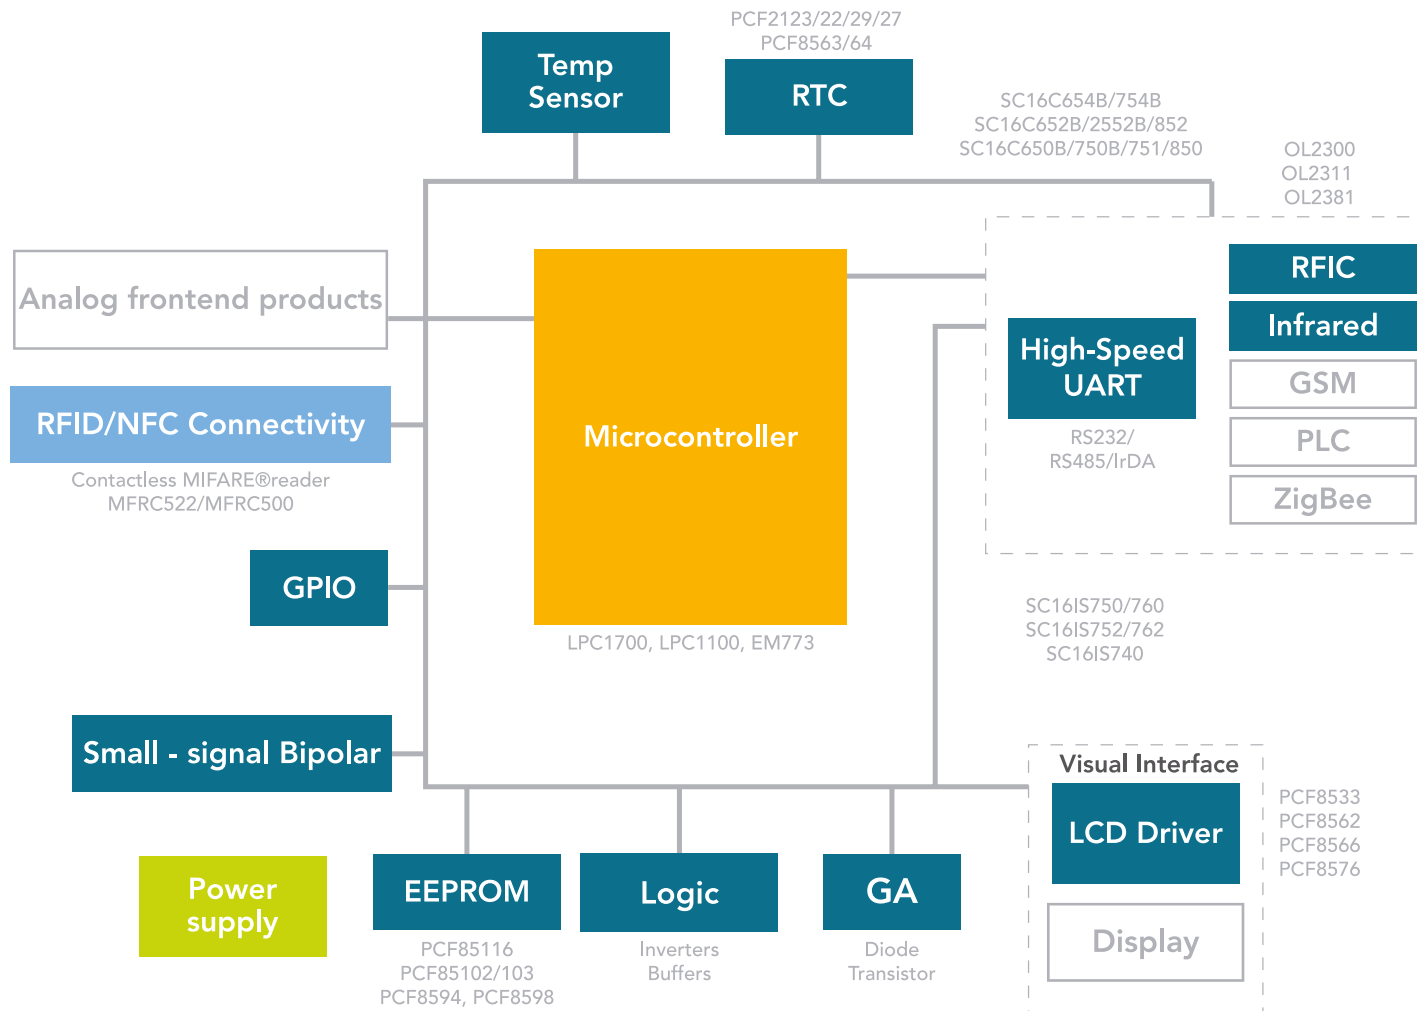 PCF2123/22/29/27
PCF8563/64
Temp
Sensor
RTC
SC16C654B/754B
SC16C652B/2552B/852
SC16C650B/750B/751/850
OL2300
OL2311
OL2381
Analog frontend products
RFID/NFC Connectivity
Contactless MIFARE®reader
MFRC522/MFRC500
GPIO
Small - signal Bipolar
Microcontroller
LPC1700, LPC1100, EM773
High-Speed
UART
RS232/
RS485/lrDA
RFIC
Infrared
GSM
PLC
ZigBee
SC16IS750/760
SC16IS752/762
SC16IS740
Visual Interface
LCD Driver
Display
PCF8533
PCF8562
PCF8566
PCF8576
Power
supply
EEPROM
PCF85116
PCF85102/103
PCF8594, PCF8598
Logic
Inverters
Buffers
GA
Diode
Transistor